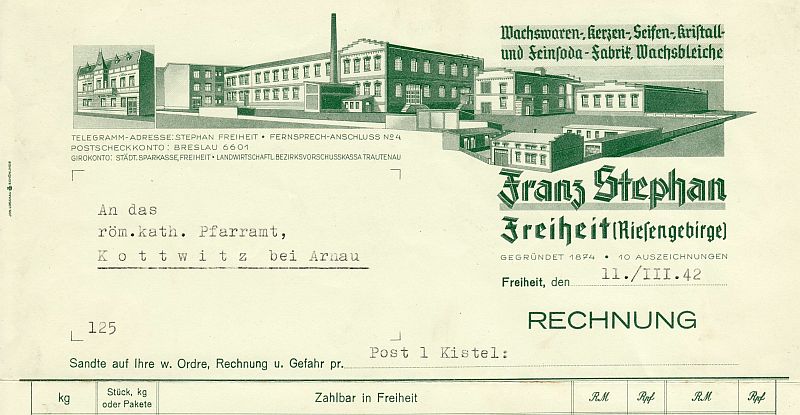 Wachswaren-, Kerzen-, Seifen-, Kristall-
und Feinsoda-Fabrik, Wachsbleiche
TELEGRAMM-ADRESSE: STEPHAN FREIHEIT • FERNSPRECH-ANSCHLUSS No 4
POSTSCHECKKONTO: BRESLAU 6601
GIROKONTO: STÄDT. SPARKASSE, FREIHEIT • LANDWIRTSCHAFTL. BEZIRKSVORSCHUSSKASSA TRAUTENAU
Franz Stephan
Freiheit (Riesengebirge)
GEGRÜNDET 1874 • 10 AUSZEICHNUNGEN
Freiheit, den 11./III.42
An das
röm.kath. Pfarramt,
Kottwitz bei Arnau
125
RECHNUNG
Sandte auf Ihre w. Ordre, Rechnung u. Gefahr pr. Post 1 Kistel:
kg Stück, kg oder Pakete Zahlbar in Freiheit RM Rpf RM Rpf